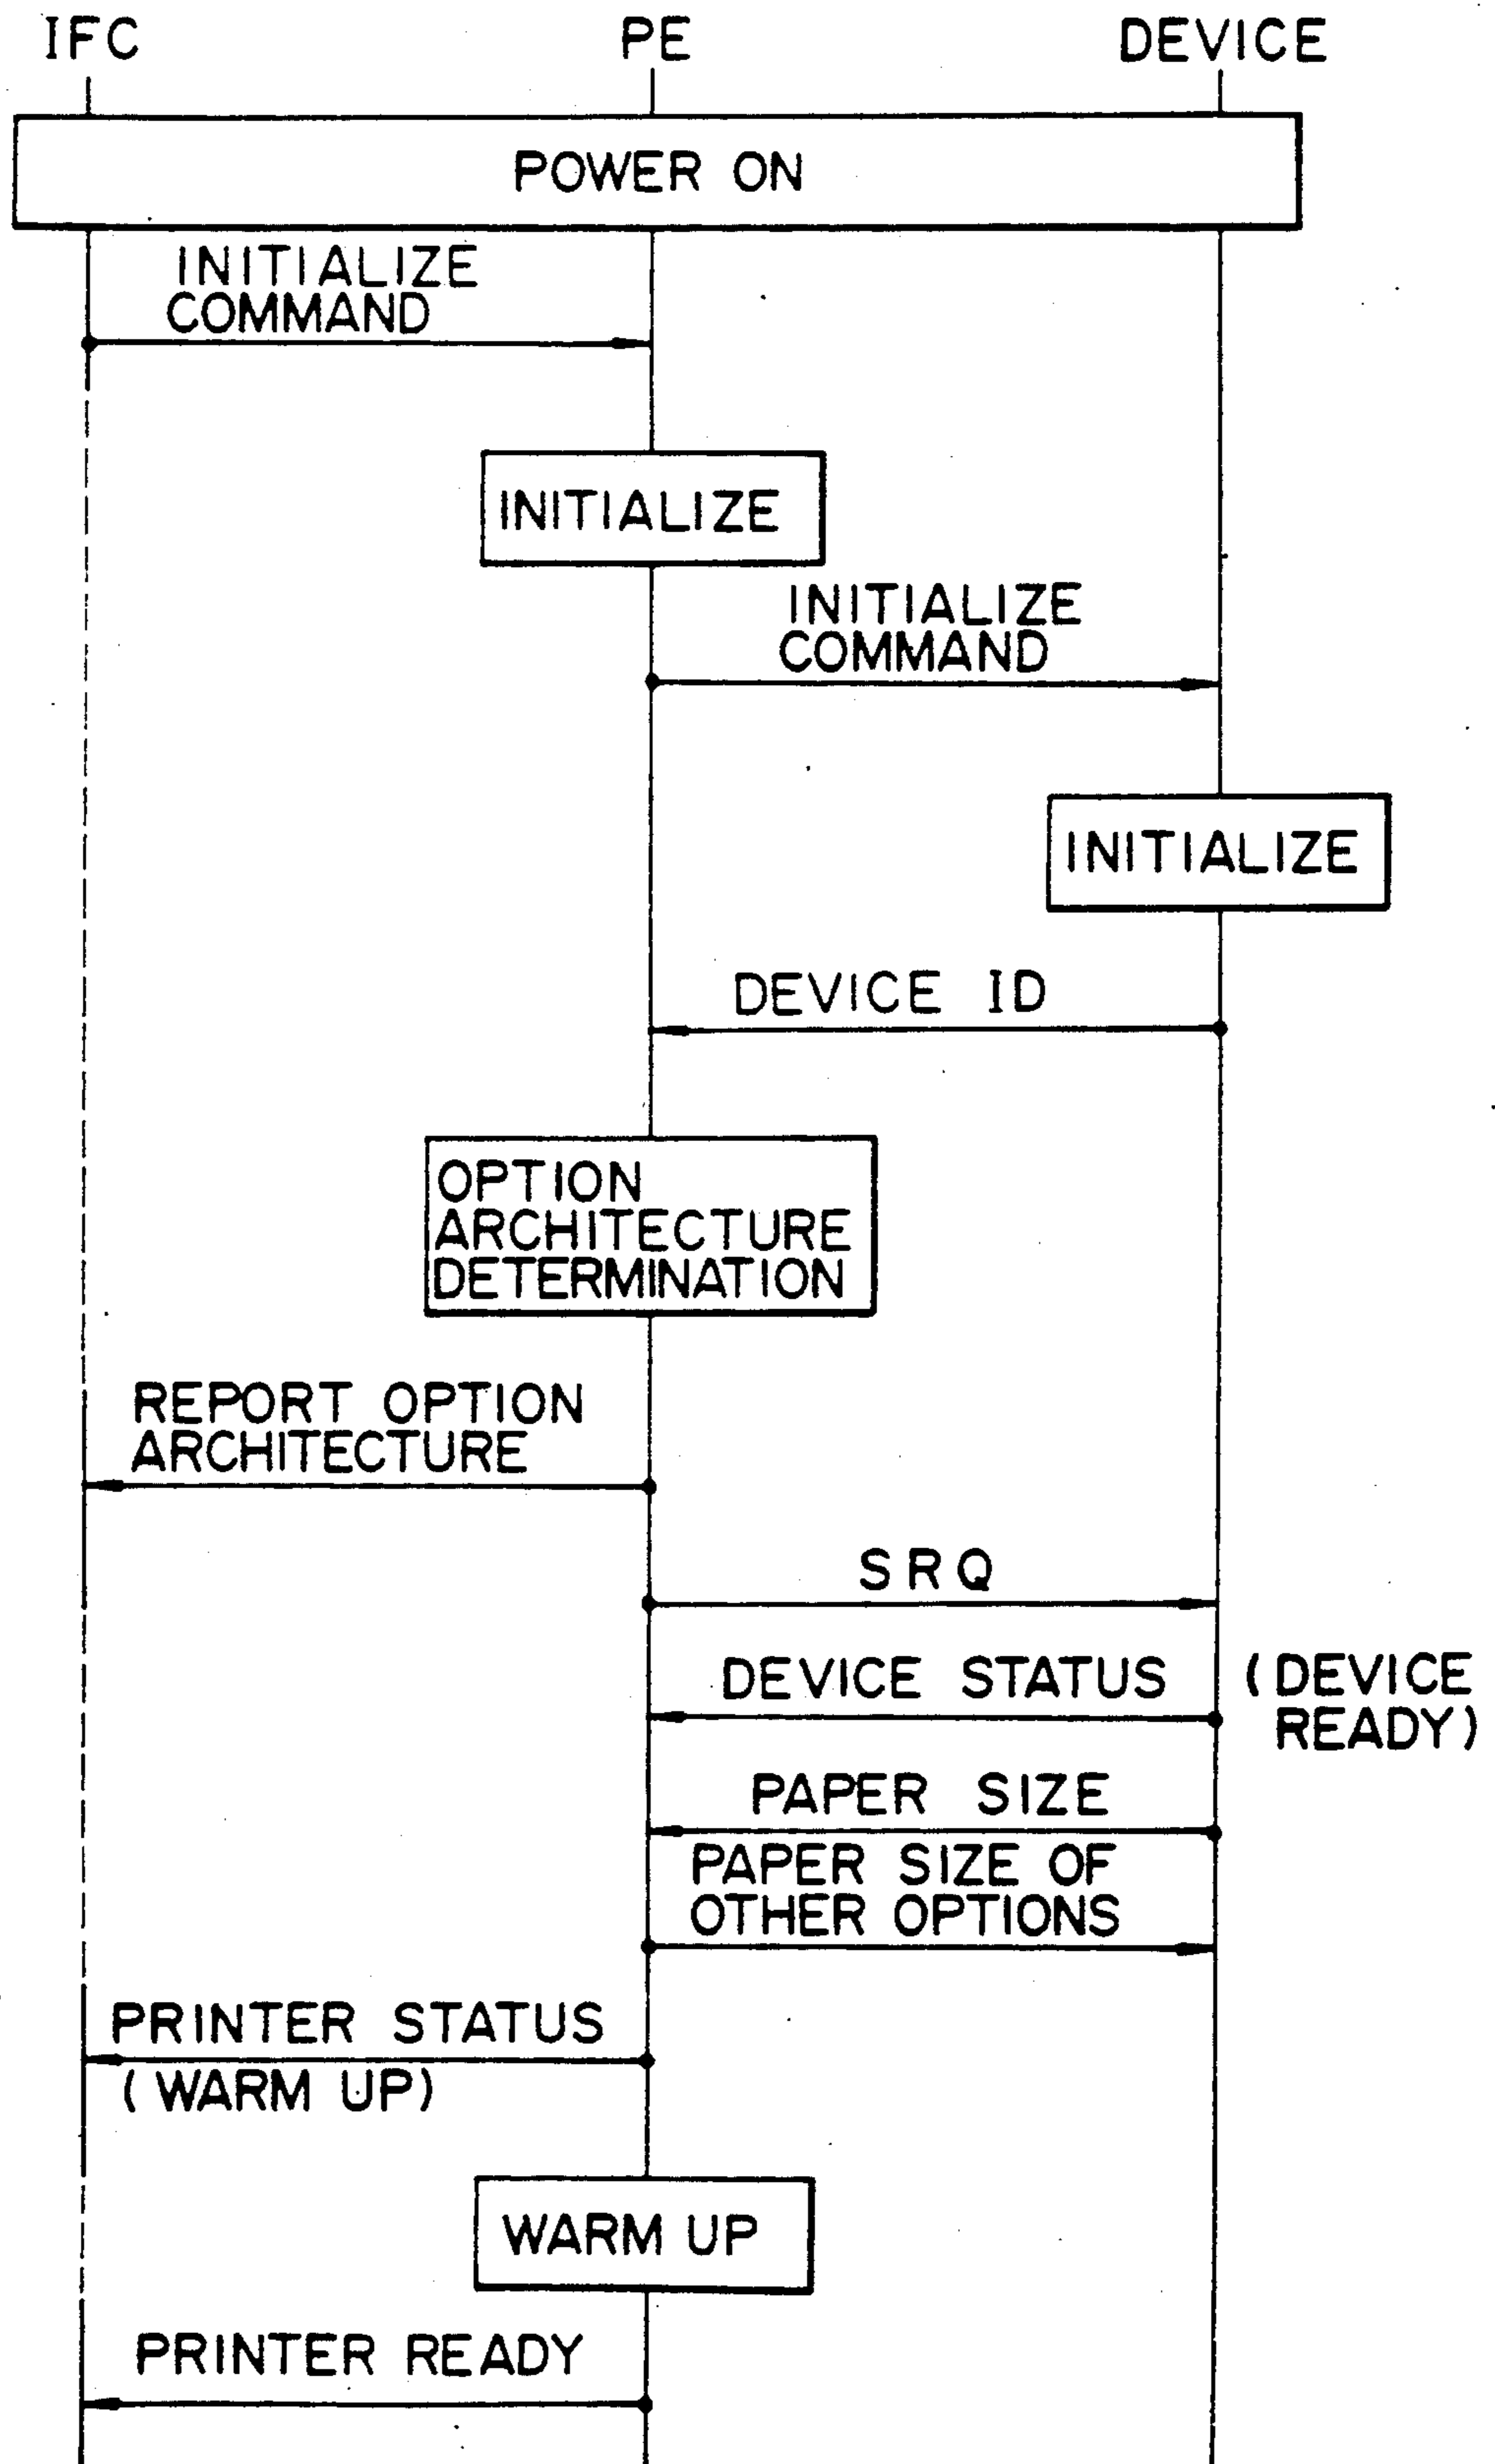 IFC
PE
DEVICE
POWER ON
INITIALIZE
COMMAND
INITIALIZE
INITIALIZE
COMMAND
INITIALIZE
DEVICE ID
OPTION
ARCHITECTURE
DETERMINATION
REPORT OPTION
ARCHITECTURE
SRQ
DEVICE STATUS
(DEVICE
READY)
PAPER SIZE
PAPER SIZE OF
OTHER OPTIONS
PRINTER STATUS
(WARM UP)
WARM UP
PRINTER READY